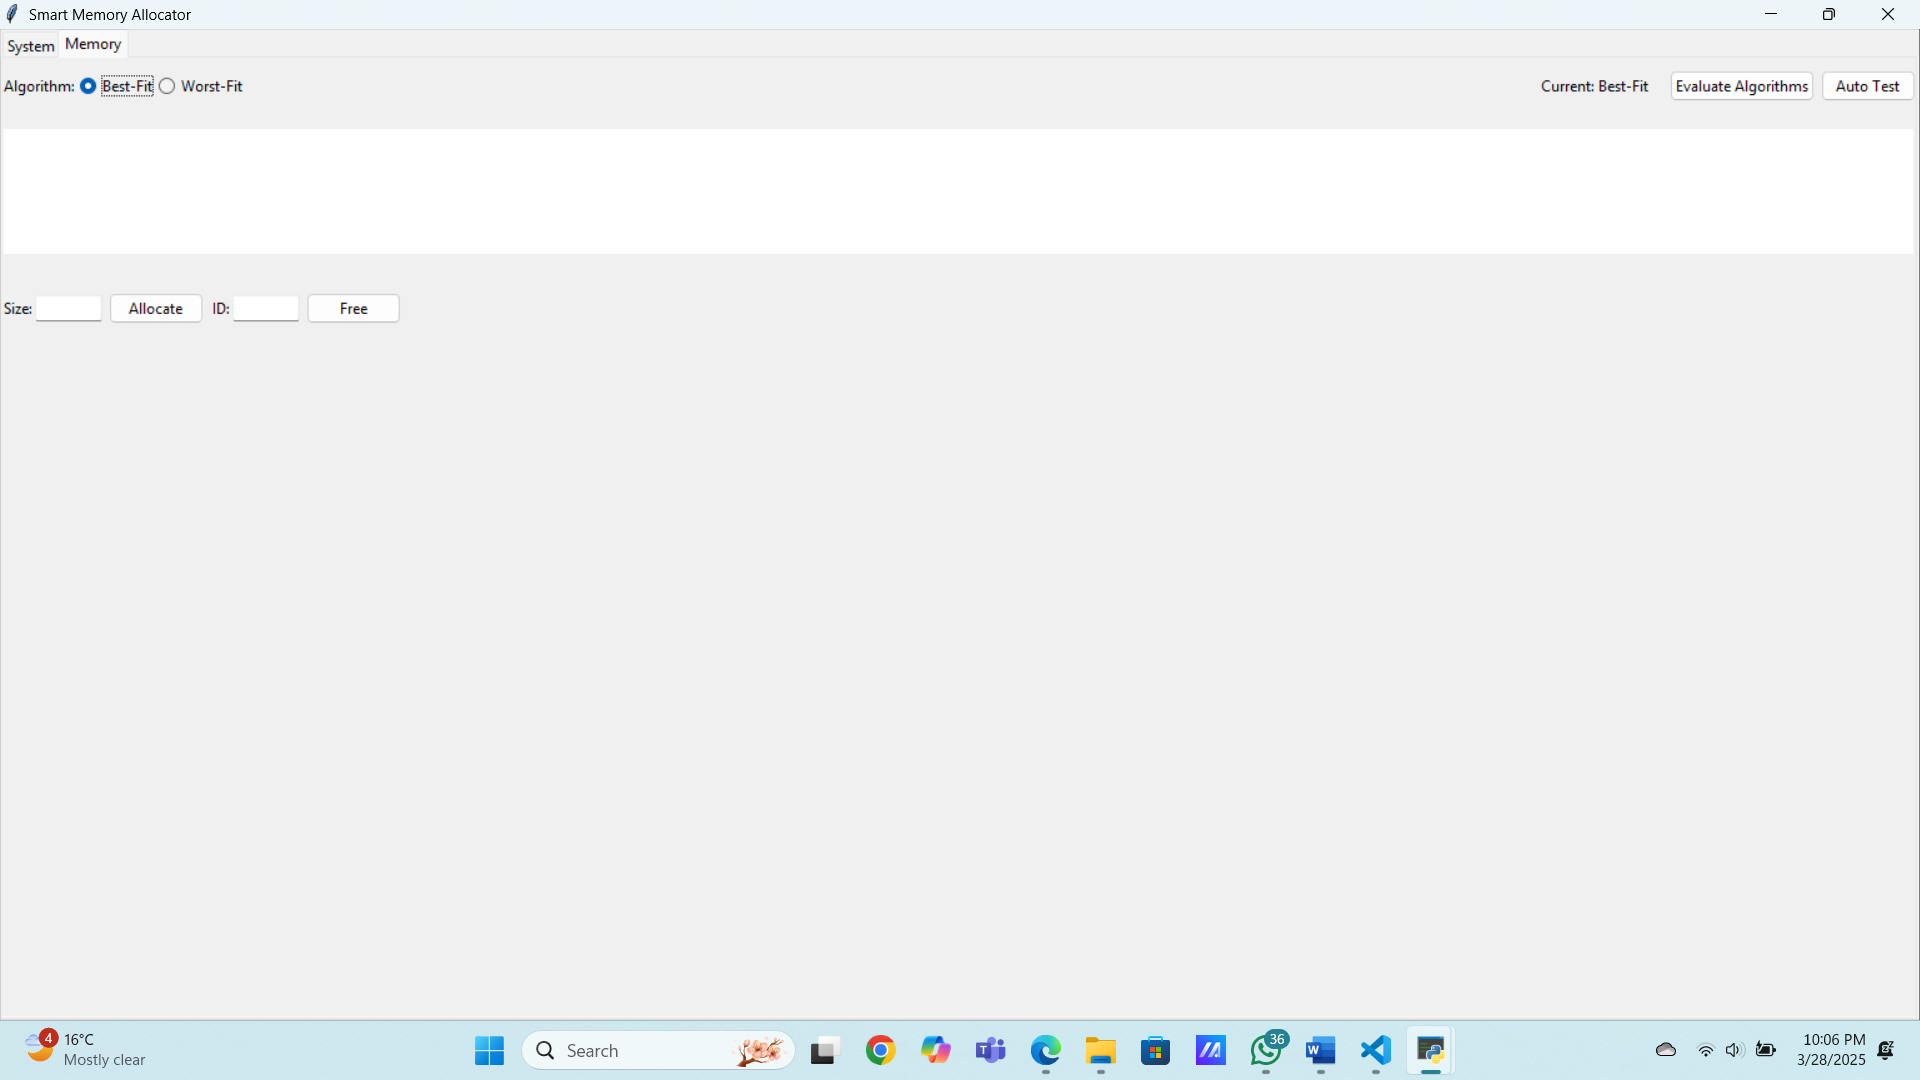 Smart Memory Allocator
System Memory
Algorithm: Best-Fit Worst-Fit Current: Best-Fit Evaluate Algorithms Auto Test
Size: Allocate ID: Free
4 16°C
Mostly clear
Search
T
36
W
10:06 PM
3/28/2025